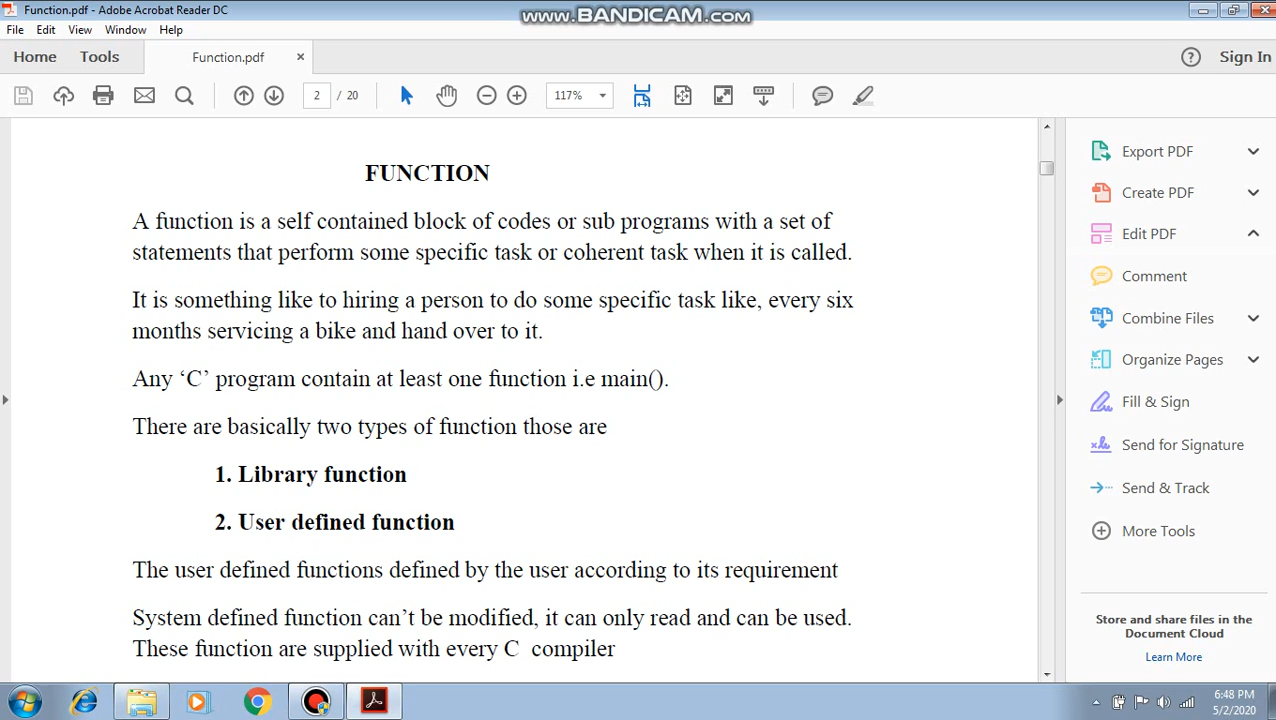 Function.pdf - Adobe Acrobat Reader DC
www.BANDICAM.com
File Edit View Window Help
Home Tools Function.pdf × ? Sign In
2 / 20 117%
FUNCTION
A function is a self contained block of codes or sub programs with a set of
statements that perform some specific task or coherent task when it is called.
It is something like to hiring a person to do some specific task like, every six
months servicing a bike and hand over to it.
Any ‘C’ program contain at least one function i.e main().
There are basically two types of function those are
1. Library function
2. User defined function
The user defined functions defined by the user according to its requirement
System defined function can’t be modified, it can only read and can be used.
These function are supplied with every C compiler
Export PDF
Create PDF
Edit PDF
Comment
Combine Files
Organize Pages
Fill & Sign
Send for Signature
Send & Track
More Tools
Store and share files in the
Document Cloud
Learn More
6:48 PM
5/2/2020